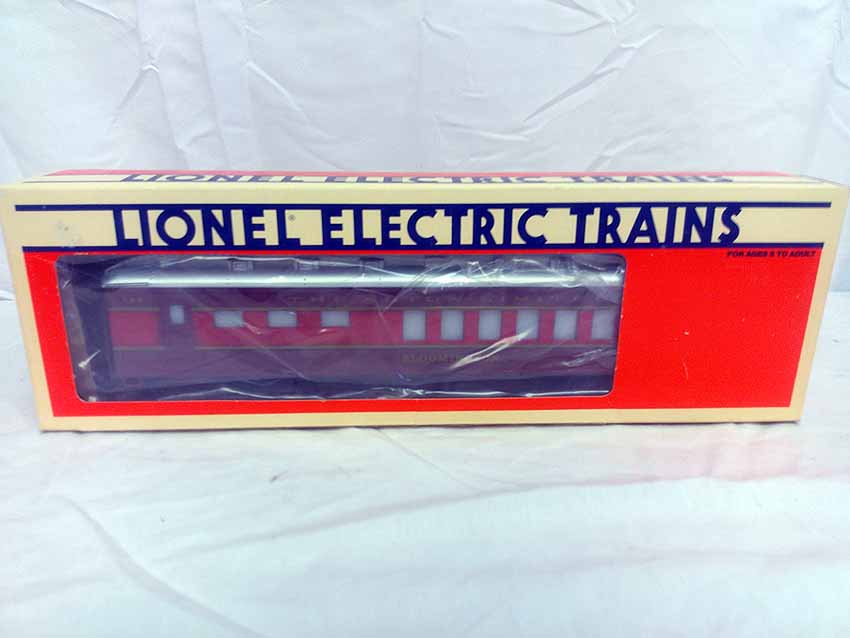 LIONEL ELECTRIC TRAINS
LIONEL® ELECTRIC TRAINS
FOR AGES 8 TO ADULT